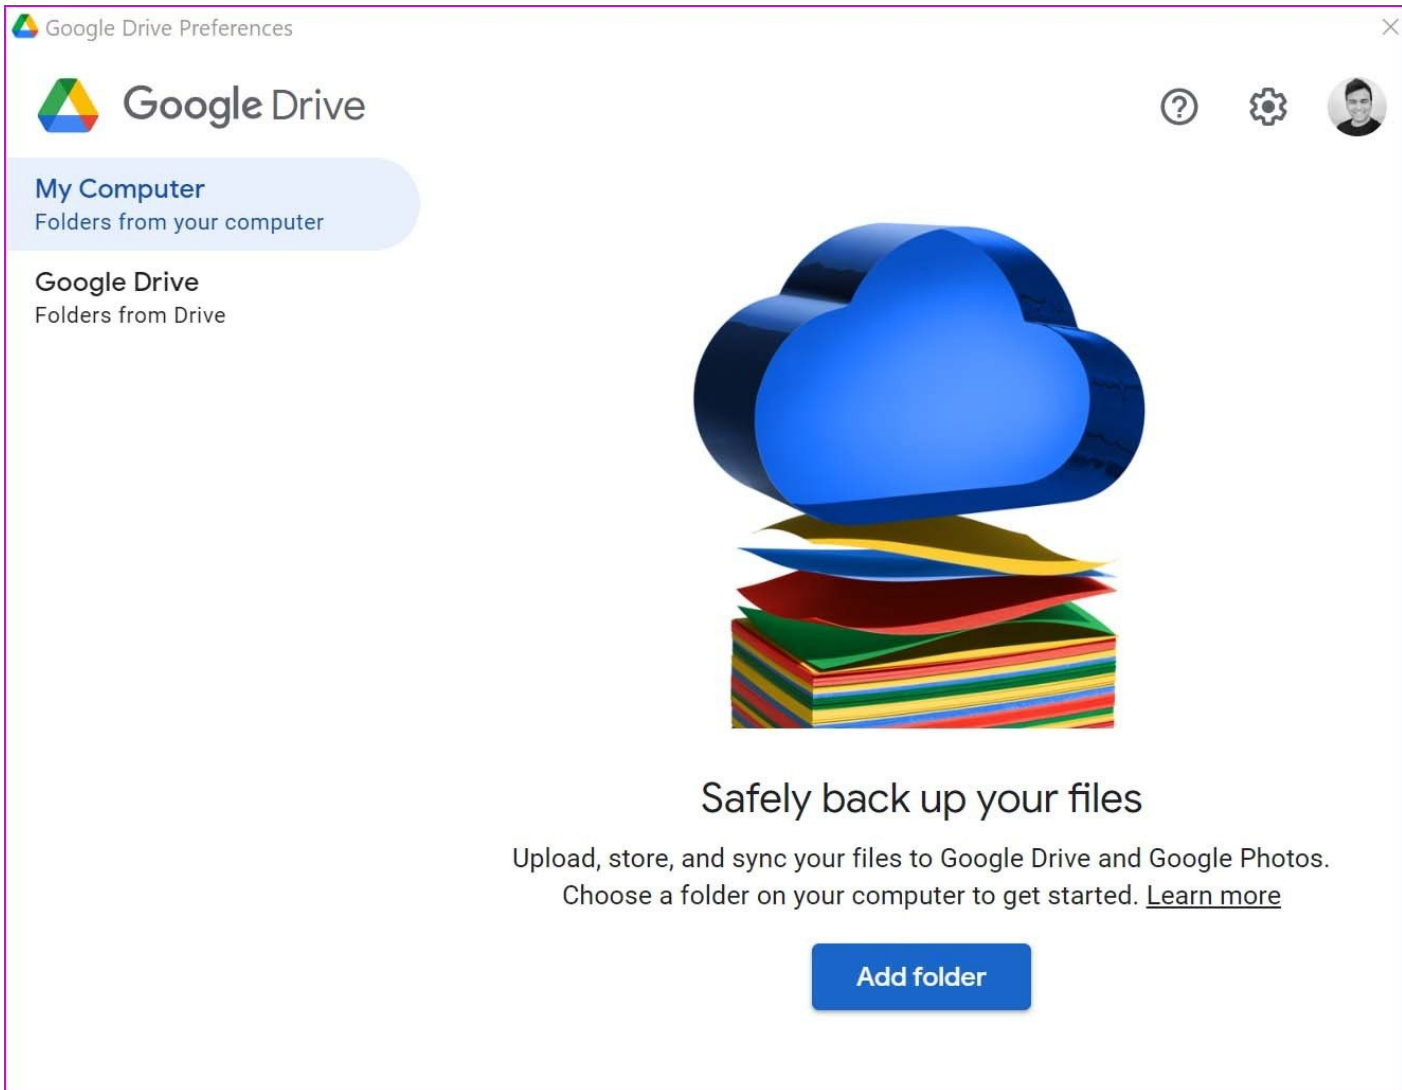 Google Drive Preferences
Google Drive
My Computer
Folders from your computer
Google Drive
Folders from Drive
Safely back up your files
Upload, store, and sync your files to Google Drive and Google Photos.
Choose a folder on your computer to get started. Learn more
Add folder